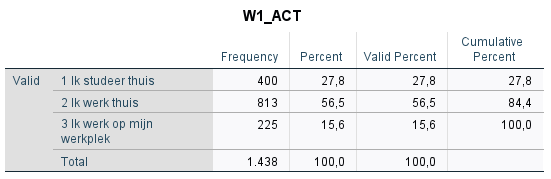 W1_ACT
Frequency Percent Valid Percent Cumulative Percent
Valid 1 Ik studeer thuis 400 27,8 27,8 27,8
2 Ik werk thuis 813 56,5 56,5 84,4
3 Ik werk op mijn werkplek 225 15,6 15,6 100,0
Total 1.438 100,0 100,0